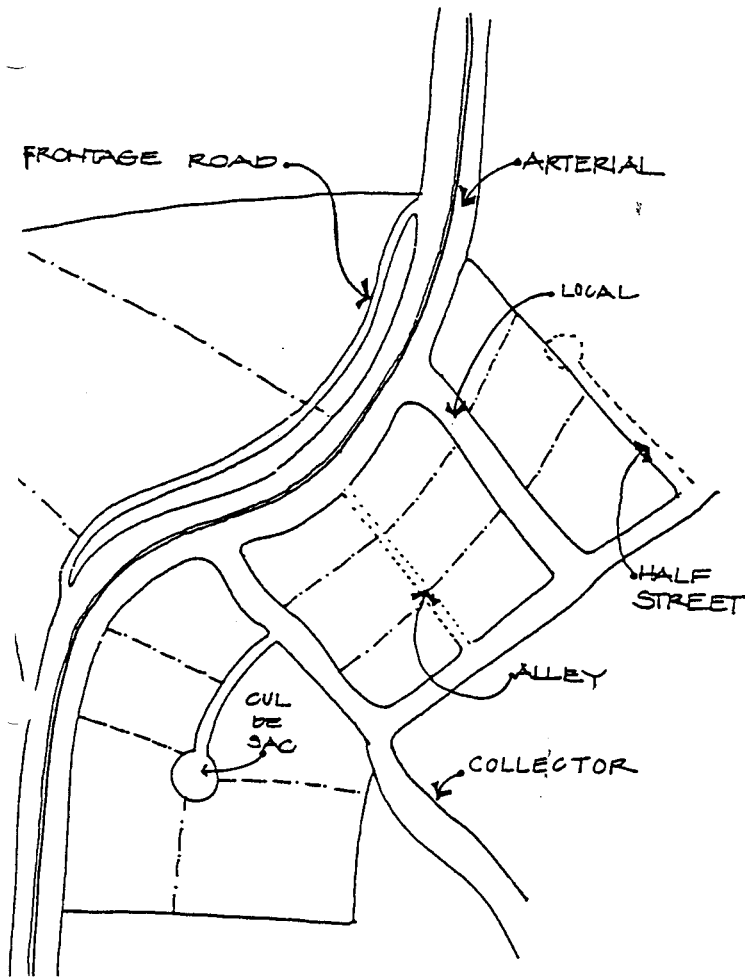 FRONTAGE ROAD
ARTERIAL
LOCAL
HALF
STREET
ALLEY
CUL
DE
SAC
COLLECTOR